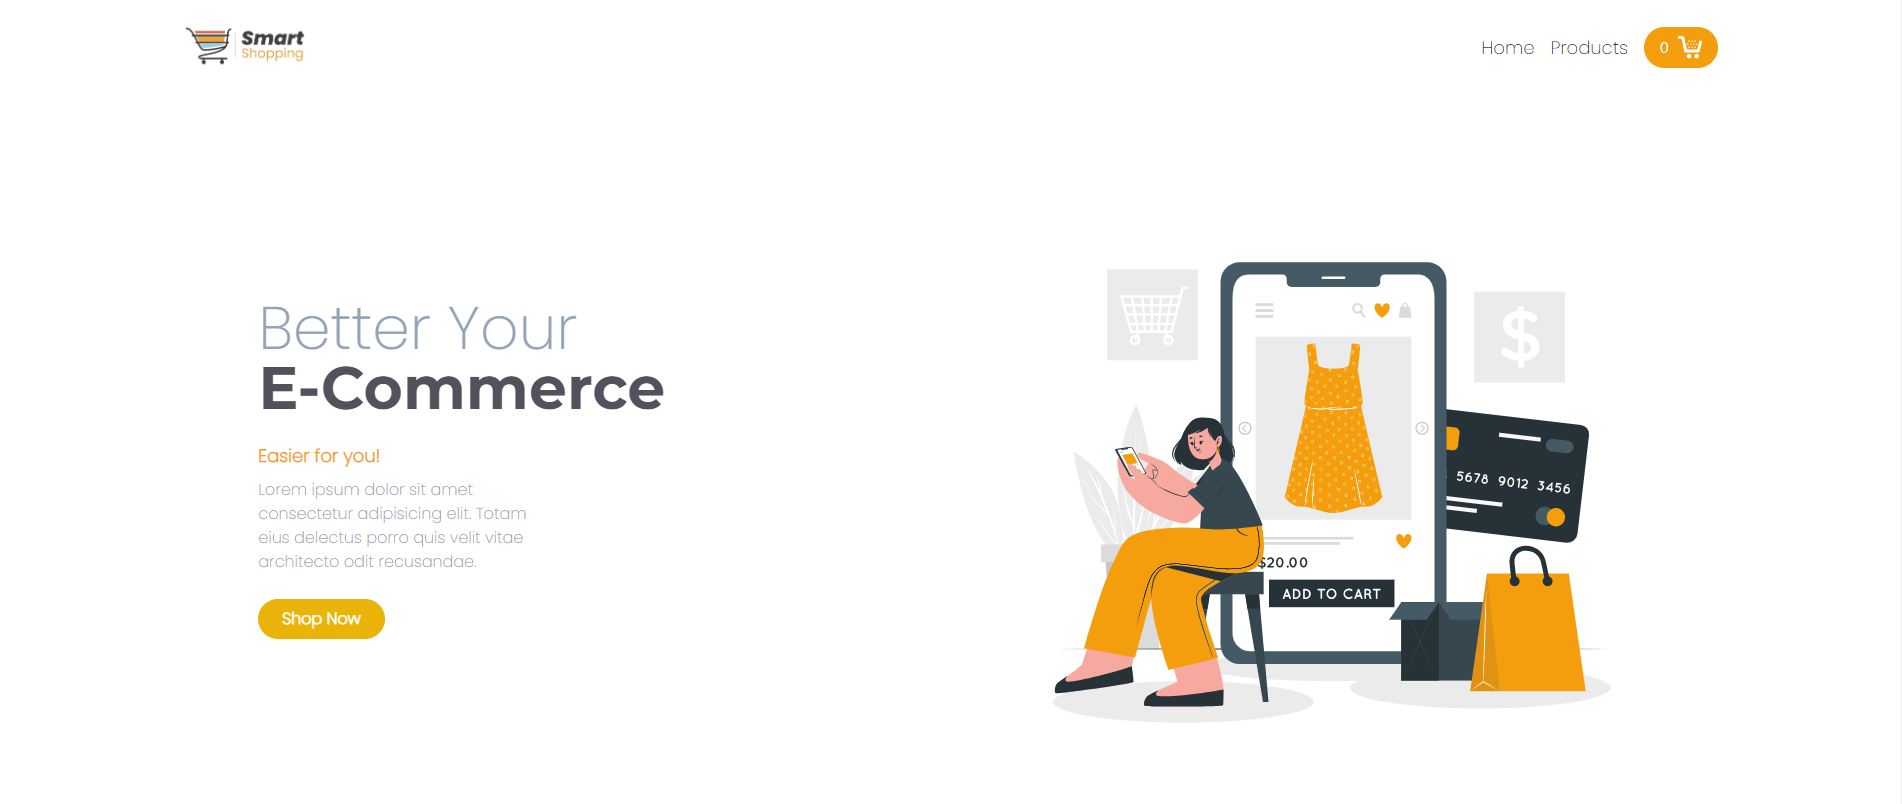 Smart
Shopping
Home Products 0
Better Your
E-Commerce
Easier for you!
Lorem ipsum dolor sit amet
consectetur adipisicing elit. Totam
eius delectus porro quis velit vitae
architecto odit recusandae.
Shop Now
$
5678 9012 3456
$20.00
ADD TO CART